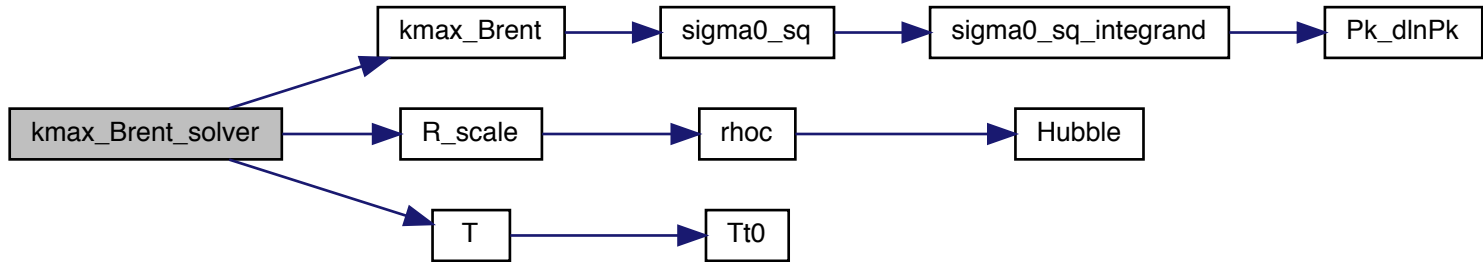 kmax_Brent
sigma0_sq
sigma0_sq_integrand
Pk_dlnPk
kmax_Brent_solver
R_scale
rhoc
Hubble
T
Tt0